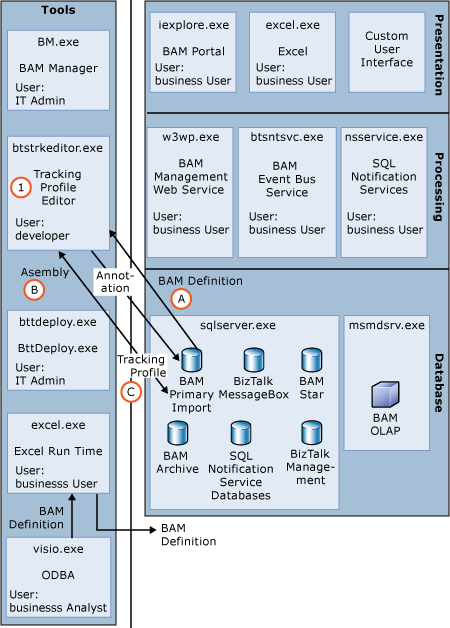 Tools
BM.exe
BAM Manager
User:
IT Admin
btstrkeditor.exe
1
Tracking
Profile
Editor
User:
developer
Asembly
B
bttdeploy.exe
BttDeploy.exe
User:
IT Admin
excel.exe
Excel Run Time
User:
businesss User
BAM
Definition
visio.exe
ODBA
User:
businesss Analyst
iexplore.exe
BAM Portal
User:
business User
excel.exe
Excel
User:
business User
Custom
User
Interface
Presentation
w3wp.exe
BAM
Management
Web Service
User:
business User
btsntsvc.exe
BAM
Event Bus
Service
User:
business User
nsservice.exe
SQL
Notification
Services
User:
business User
Processing
Annot-
ation
BAM Definition
A
Tracking
Profile
C
sqlserver.exe
BAM
Primary
Import
BizTalk
MessageBox
BAM
Star
BAM
Archive
SQL
Notification
Service
Databases
BizTalk
Manage-
ment
msmdsrv.exe
BAM
OLAP
Database
BAM
Definition